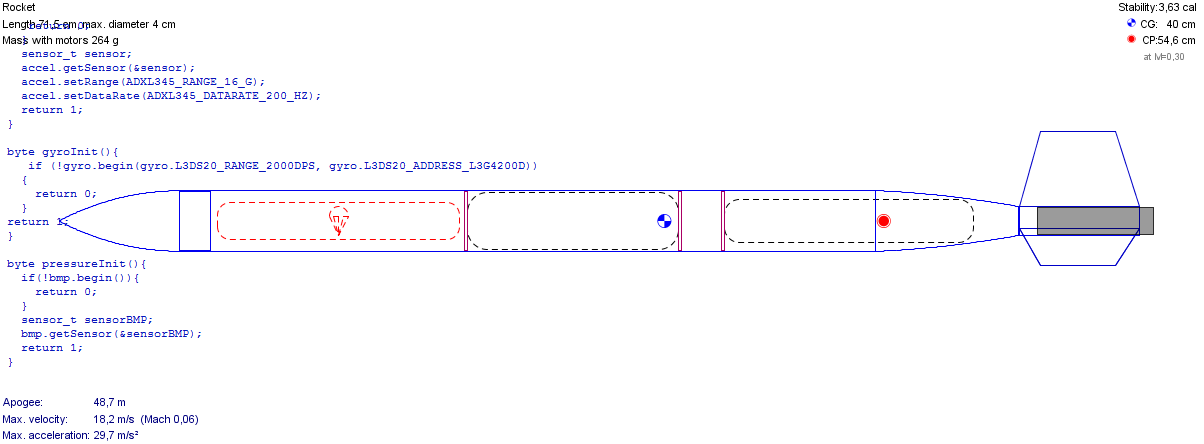 Rocket
Length 71,5 cm, max. diameter 4 cm
return 0;
Mass with motors 264 g
}
sensor_t sensor;
accel.getSensor(&sensor);
accel.setRange(ADXL345_RANGE_16_G);
accel.setDataRate(ADXL345_DATARATE_200_HZ);
return 1;
}
byte gyroInit(){
if (!gyro.begin(gyro.L3DS20_RANGE_2000DPS, gyro.L3DS20_ADDRESS_L3G4200D))
{
return 0;
}
return 1;
}
byte pressureInit(){
if(!bmp.begin()){
return 0;
}
sensor_t sensorBMP;
bmp.getSensor(&sensorBMP);
return 1;
}
Stability:3,63 cal
CG: 40 cm
CP:54,6 cm
at M=0,30
Apogee: 48,7 m
Max. velocity: 18,2 m/s (Mach 0,06)
Max. acceleration: 29,7 m/s²